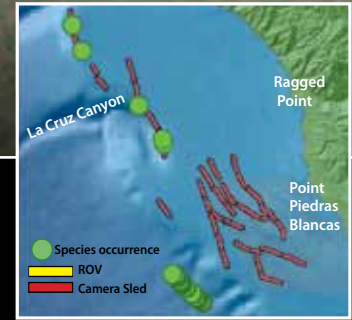 Ragged
Point
La Cruz Canyon
Point
Piedras
Blancas
Species occurrence
ROV
Camera Sled